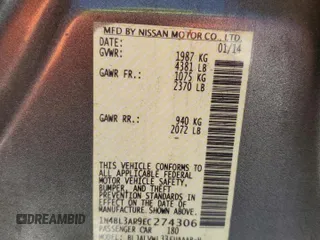 MFD BY NISSAN MOTOR CO., LTD.
DATE: 01/14
GVWR: 1987 KG
4381 LB
GAWR FR: 1075 KG
2370 LB
GAWR RR: 940 KG
2072 LB
THIS VEHICLE CONFORMS TO ALL
APPLICABLE FEDERAL MOTOR
VEHICLE SAFETY,
BUMPER, AND THEFT
PREVENTION STANDARDS
IN EFFECT ON THE DATE OF
MANUFACTURE SHOWN ABOVE.
1N4BL3AP9EC274306
PASSENGER CAR 180